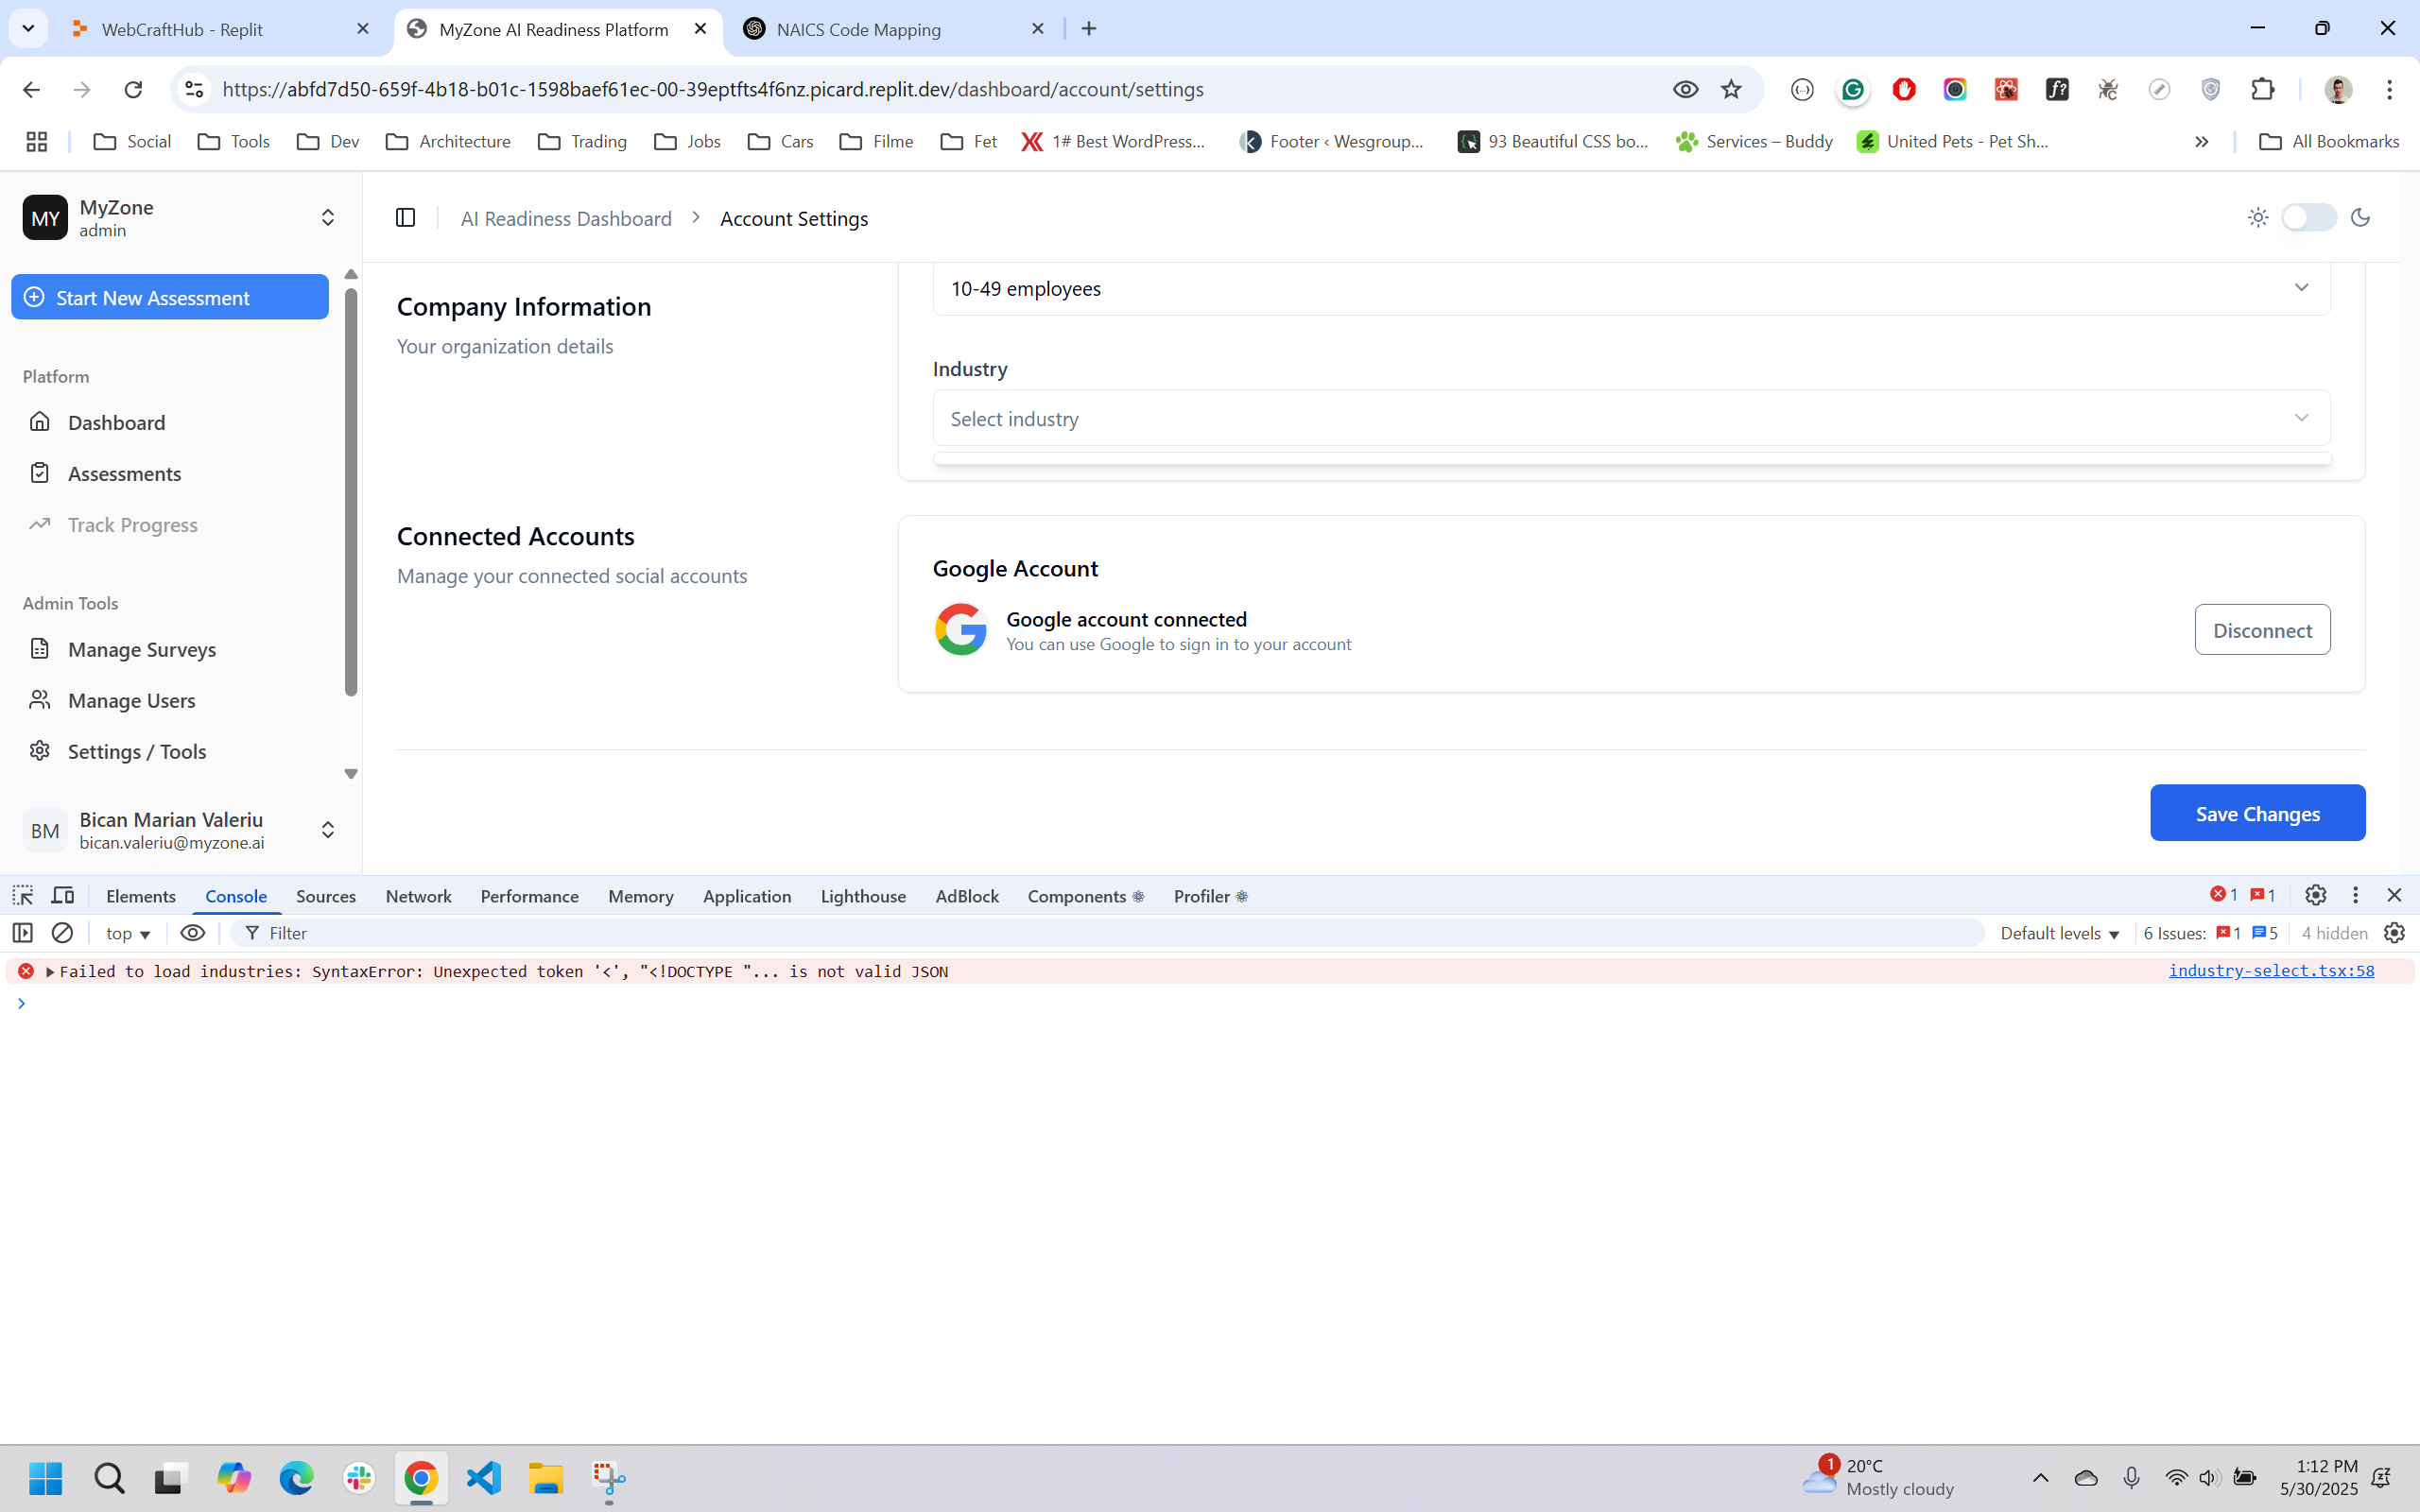 WebCraftHub - Replit
MyZone AI Readiness Platform
NAICS Code Mapping
https://abfd7d50-659f-4b18-b01c-1598baef61ec-00-39eptfts4f6nz.picard.replit.dev/dashboard/account/settings
Social
Tools
Dev
Architecture
Trading
Jobs
Cars
Filme
Fet
1# Best WordPress...
Footer ‹ Wesgroup...
93 Beautiful CSS bo...
Services – Buddy
United Pets - Pet Sh...
All Bookmarks
MY
MyZone
admin
AI Readiness Dashboard
Account Settings
Start New Assessment
Platform
Dashboard
Assessments
Track Progress
Admin Tools
Manage Surveys
Manage Users
Settings / Tools
BM
Bican Marian Valeriu
bican.valeriu@myzone.ai
Company Information
Your organization details
10-49 employees
Industry
Select industry
Connected Accounts
Manage your connected social accounts
Google Account
Google account connected
You can use Google to sign in to your account
Disconnect
Save Changes
Elements
Console
Sources
Network
Performance
Memory
Application
Lighthouse
AdBlock
Components
Profiler
1
1
top
Filter
Default levels
6 Issues:
1
5
4 hidden
Failed to load industries: SyntaxError: Unexpected token '<', "<!DOCTYPE "... is not valid JSON
industry-select.tsx:58
1
20°C
Mostly cloudy
1:12 PM
5/30/2025